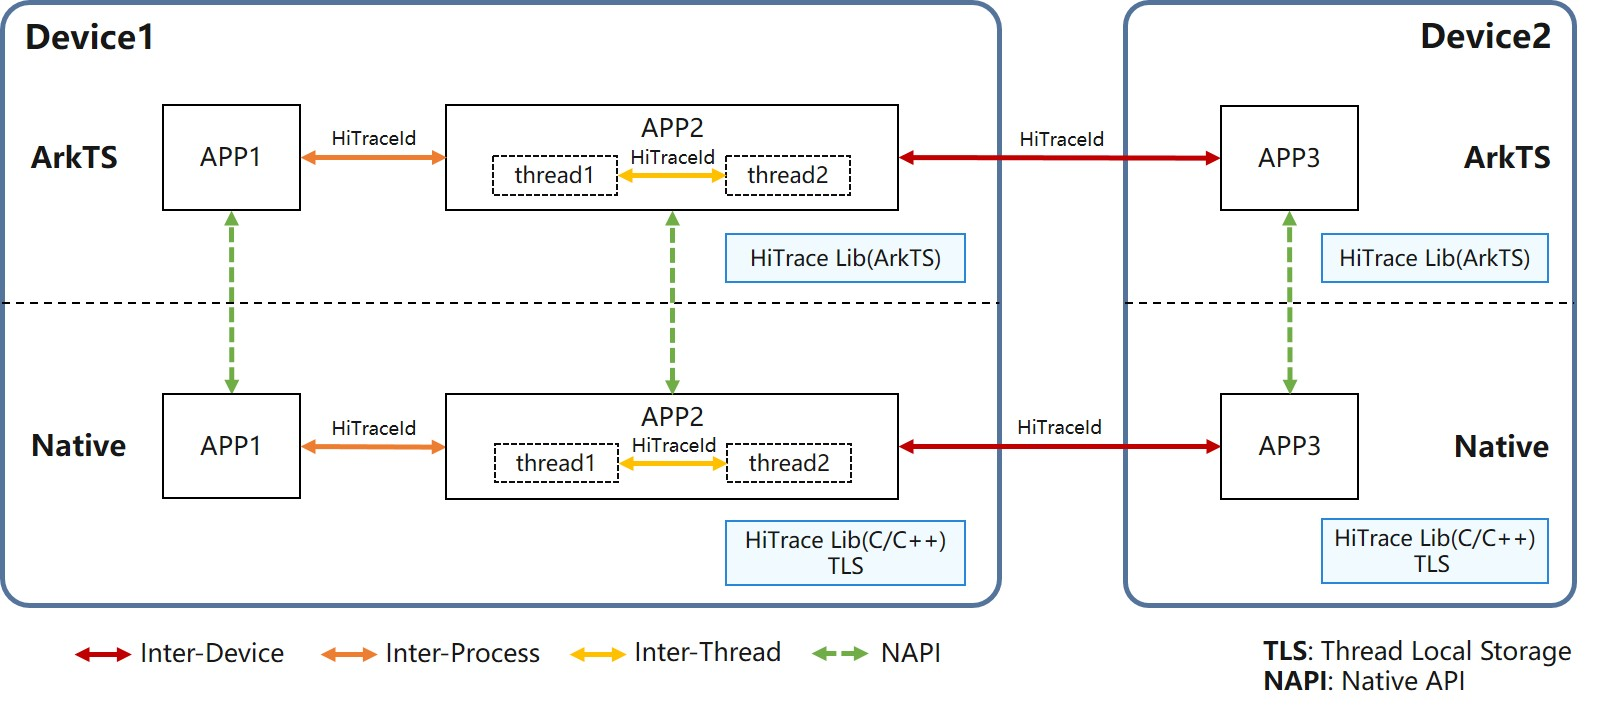 Device1
Device2
ArkTS
APP1
HiTraceId
APP2
HiTraceId
thread1
thread2
HiTraceId
APP3
ArkTS
HiTrace Lib(ArkTS)
HiTrace Lib(ArkTS)
Native
APP1
HiTraceId
APP2
HiTraceId
thread1
thread2
HiTraceId
APP3
Native
HiTrace Lib(C/C++)
TLS
HiTrace Lib(C/C++)
TLS
Inter-Device
Inter-Process
Inter-Thread
NAPI
TLS: Thread Local Storage
NAPI: Native API